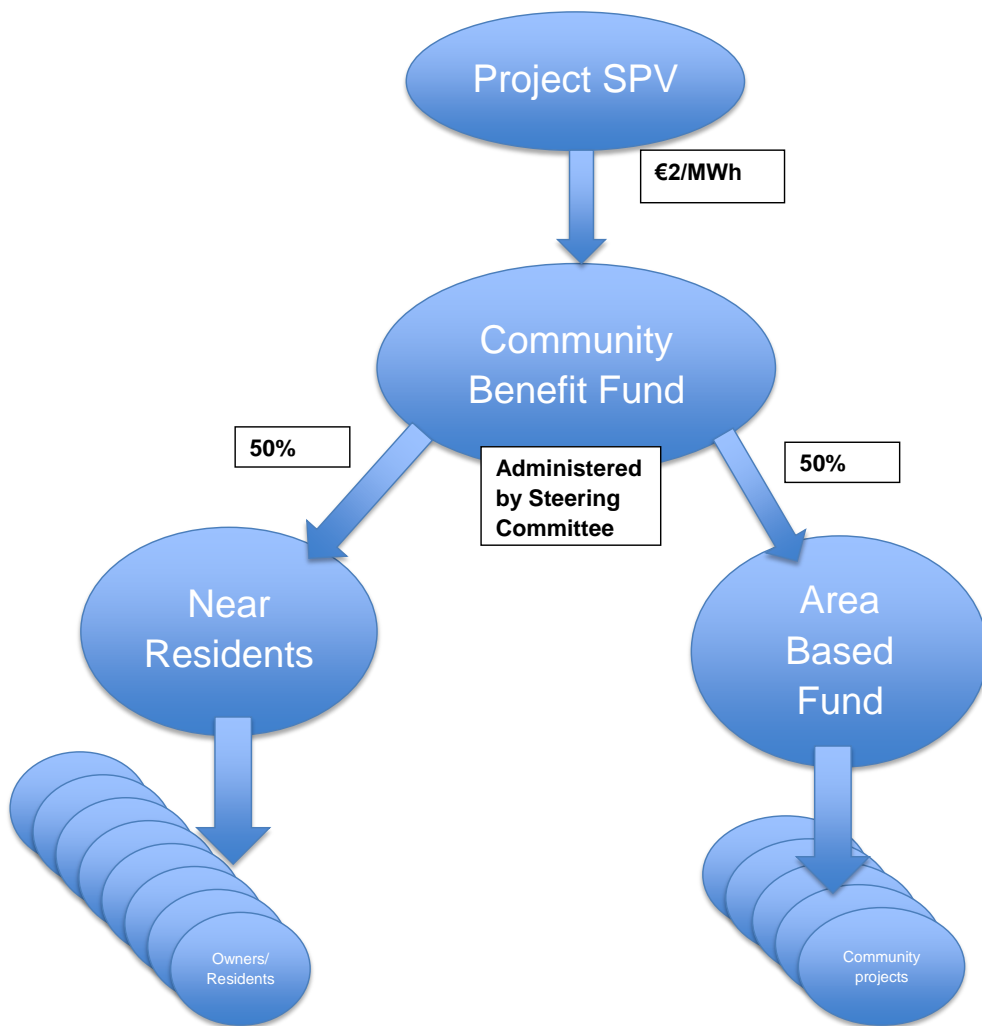 Project SPV
€2/MWh
Community
Benefit Fund
50%
50%
Administered
by Steering
Committee
Near
Residents
Area
Based
Fund
Owners/
Residents
Community
projects